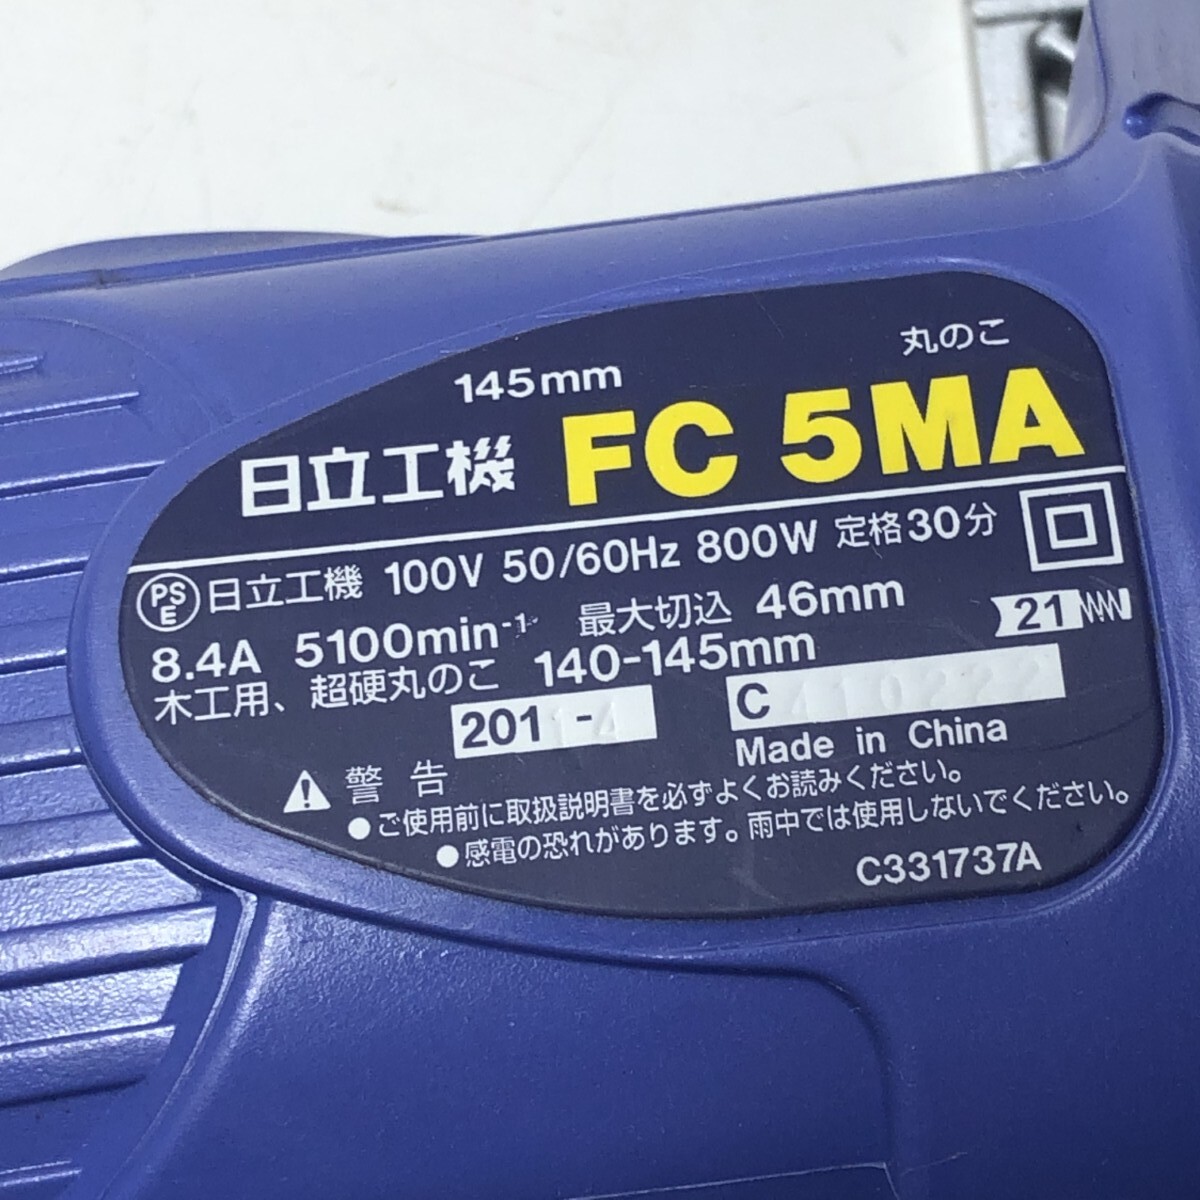 145mm 丸のこ
日立工機 FC 5MA
PSE 日立工機 100V 50/60Hz 800W 定格30分
8.4A 5100min-1 最大切込 46mm 21
木工用、超硬丸のこ 140-145mm
2011-4 C410222
Made in China
警告
●ご使用前に取扱説明書を必ずよくお読みください。
●感電の恐れがあります。雨中では使用しないでください。
C331737A